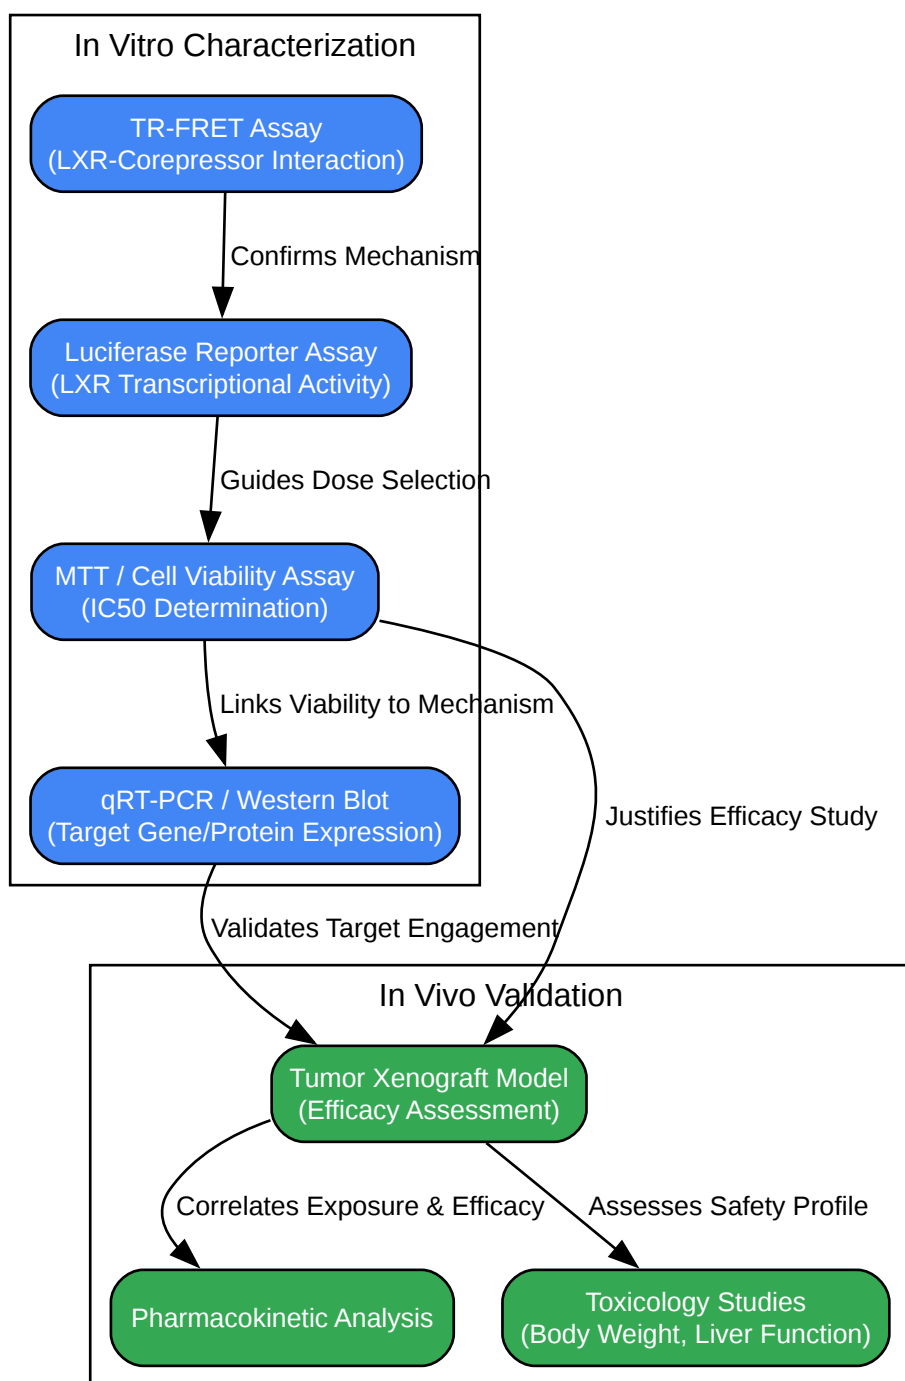 In Vitro Characterization
TR-FRET Assay
(LXR-Corepressor Interaction)
Confirms Mechanism
Luciferase Reporter Assay
(LXR Transcriptional Activity)
Guides Dose Selection
MTT / Cell Viability Assay
(IC50 Determination)
Links Viability to Mechanism
qRT-PCR / Western Blot
(Target Gene/Protein Expression)
Justifies Efficacy Study
Validates Target Engagement
In Vivo Validation
Tumor Xenograft Model
(Efficacy Assessment)
Correlates Exposure & Efficacy
Assesses Safety Profile
Pharmacokinetic Analysis
Toxicology Studies
(Body Weight, Liver Function)